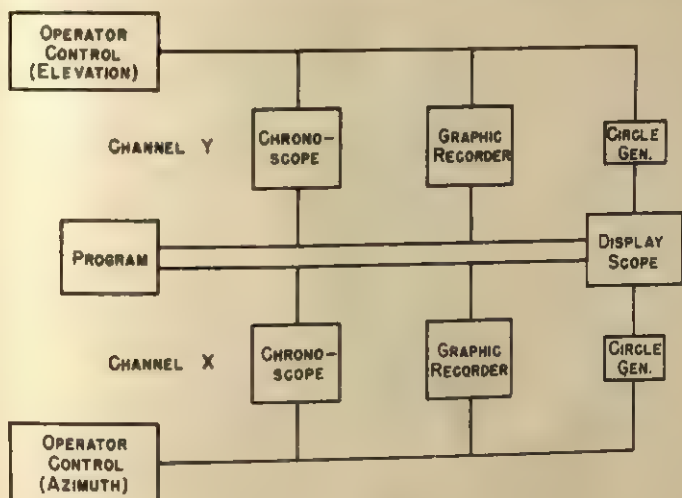 OPERATOR
CONTROL
(ELEVATION)
CHANNEL Y
CHRONO-
SCOPE
GRAPHIC
RECORDER
CIRCLE
GEN.
PROGRAM
DISPLAY
SCOPE
CHANNEL X
CHRONO-
SCOPE
GRAPHIC
RECORDER
CIRCLE
GEN.
OPERATOR
CONTROL
(AZIMUTH)